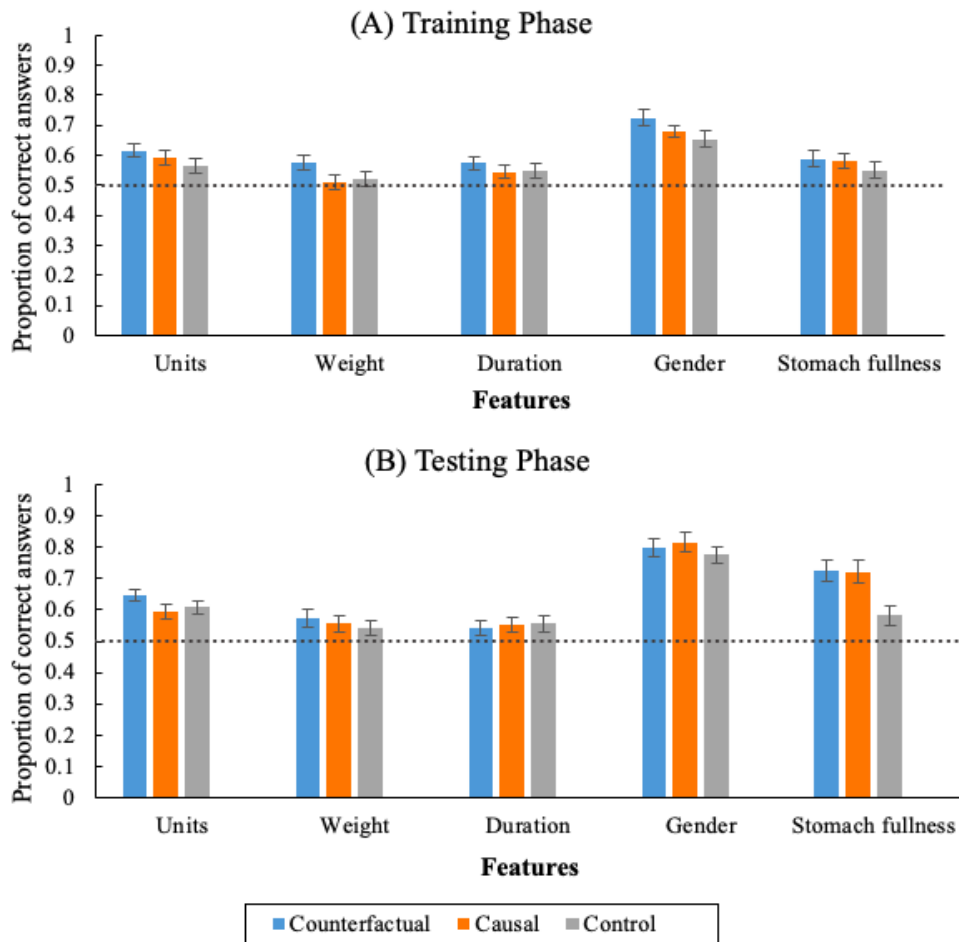 (A) Training Phase
Proportion of correct answers
1
0.9
0.8
0.7
0.6
0.5
0.4
0.3
0.2
0.1
0
Units Weight Duration Gender Stomach fullness
Features
(B) Testing Phase
Proportion of correct answers
1
0.9
0.8
0.7
0.6
0.5
0.4
0.3
0.2
0.1
0
Units Weight Duration Gender Stomach fullness
Features
Counterfactual Causal Control